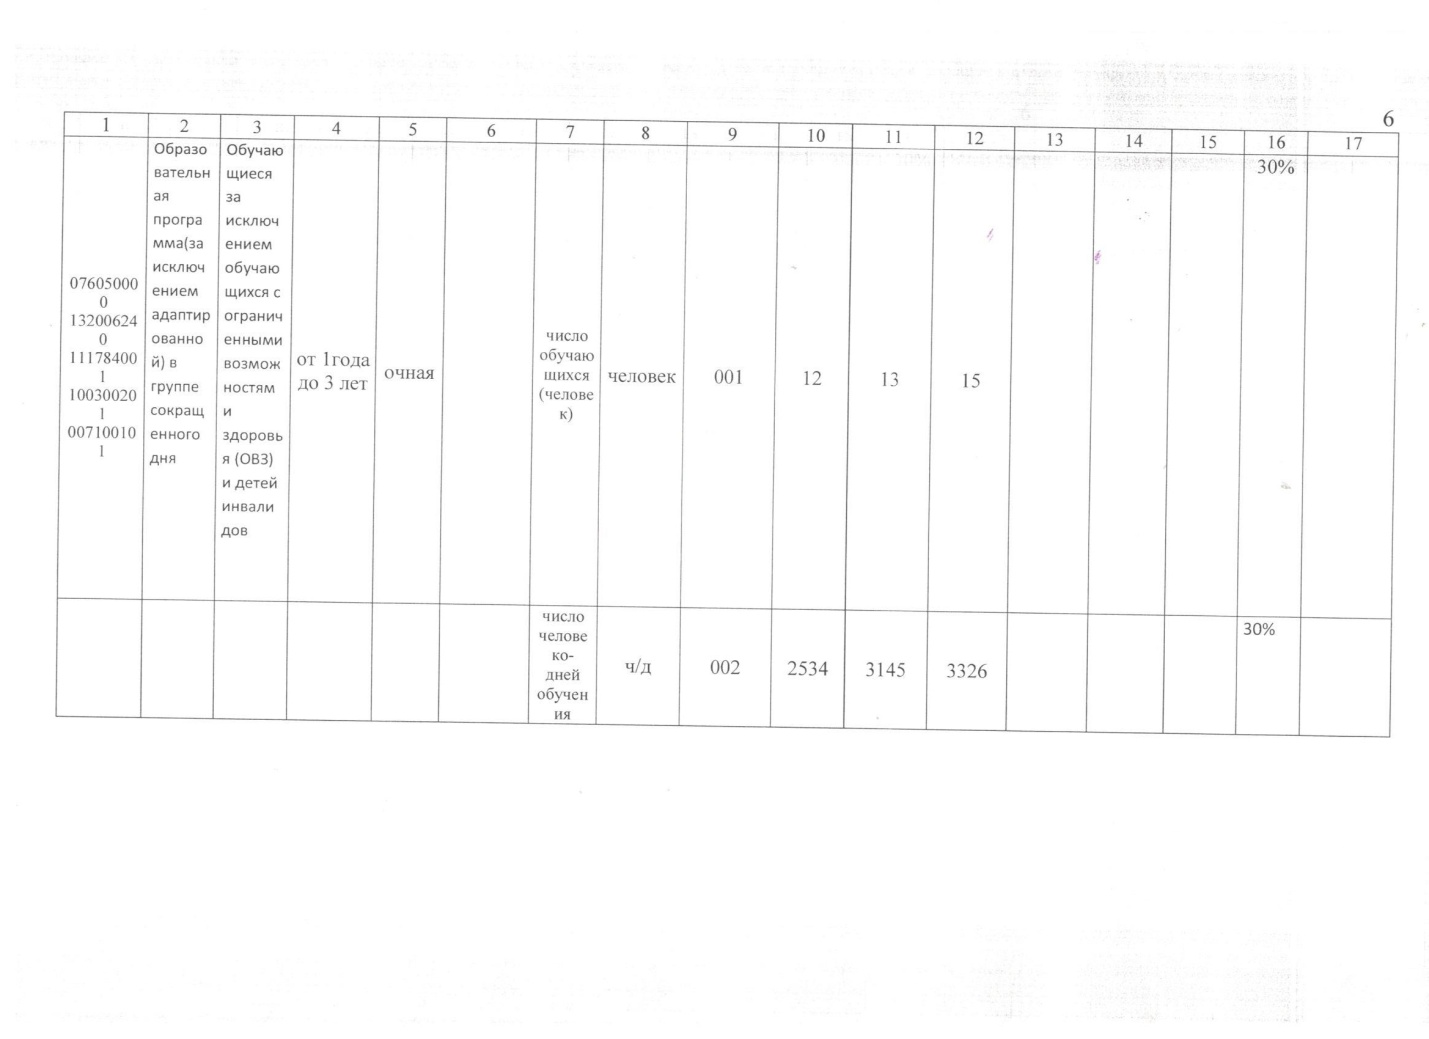 6
1 2 3 4 5 6 7 8 9 10 11 12 13 14 15 16 17
07605000
0
13200624
0
11178400
1
10030020
1
00710010
1
Образо
вательн
ая
програ
мма(за
исключ
ением
адаптир
ованно
й) в
группе
сокращ
енного
дня
Обучаю
щиеся
за
исключ
ением
обучаю
щихся с
огранич
енными
возмож
ностям
и
здоровь
я (ОВЗ)
и детей
инвали
дов
от 1года
до 3 лет
очная
число
обучаю
щихся
(челове
к)
человек
001
12
13
15
30%
число
челове
ко-
дней
обучен
ия
ч/д
002
2534
3145
3326
30%